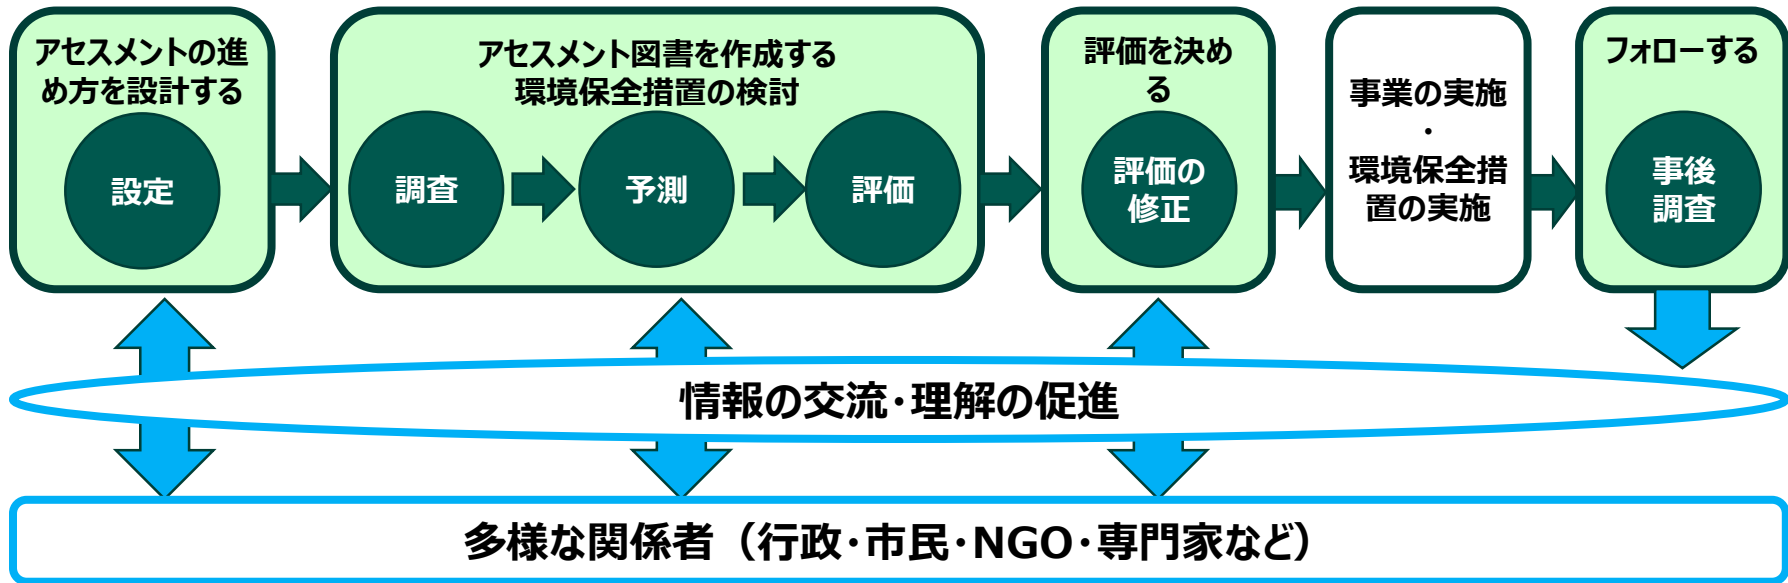 アセスメントの進
め方を設計する
設定
アセスメント図書を作成する
環境保全措置の検討
調査
予測
評価
評価を決め
る
評価の
修正
事業の実施
・
環境保全措
置の実施
フォローする
事後
調査
情報の交流・理解の促進
多様な関係者（行政・市民・NGO・専門家など）